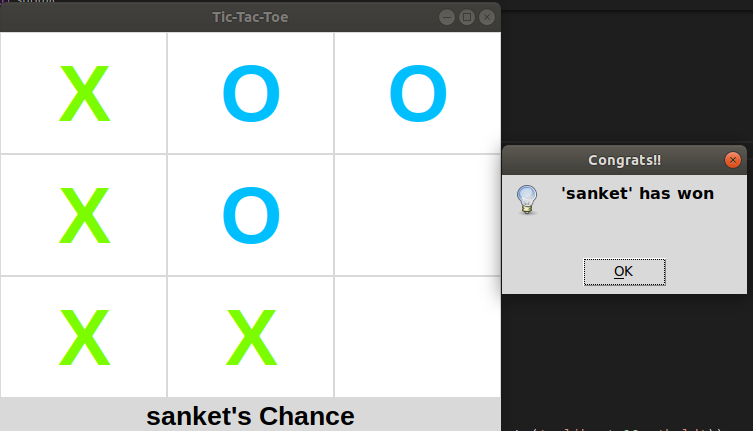 Tic-Tac-Toe
X O O
X O
X X
sanket's Chance
Congrats!!
'sanket' has won
OK